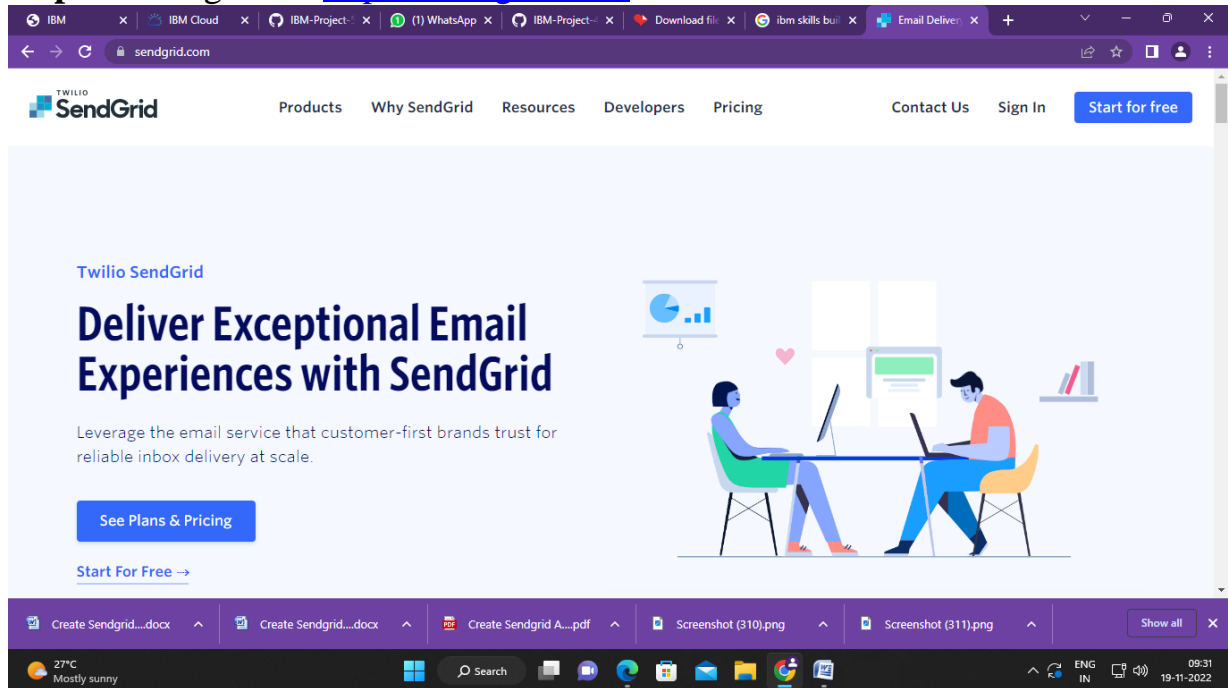 IBM
IBM Cloud
IBM-Project-5
(1) WhatsApp
IBM-Project-4
Download file
ibm skills buil
Email Delivery
sendgrid.com
TWILIO
SendGrid
Products
Why SendGrid
Resources
Developers
Pricing
Contact Us
Sign In
Start for free
Twilio SendGrid
Deliver Exceptional Email
Experiences with SendGrid
Leverage the email service that customer-first brands trust for
reliable inbox delivery at scale.
See Plans & Pricing
Start For Free →
Create Sendgrid....docx
Create Sendgrid....docx
PDF
Create Sendgrid A....pdf
Screenshot (310).png
Screenshot (311).png
Show all
27°C
Mostly sunny
Search
ENG
IN
09:31
19-11-2022